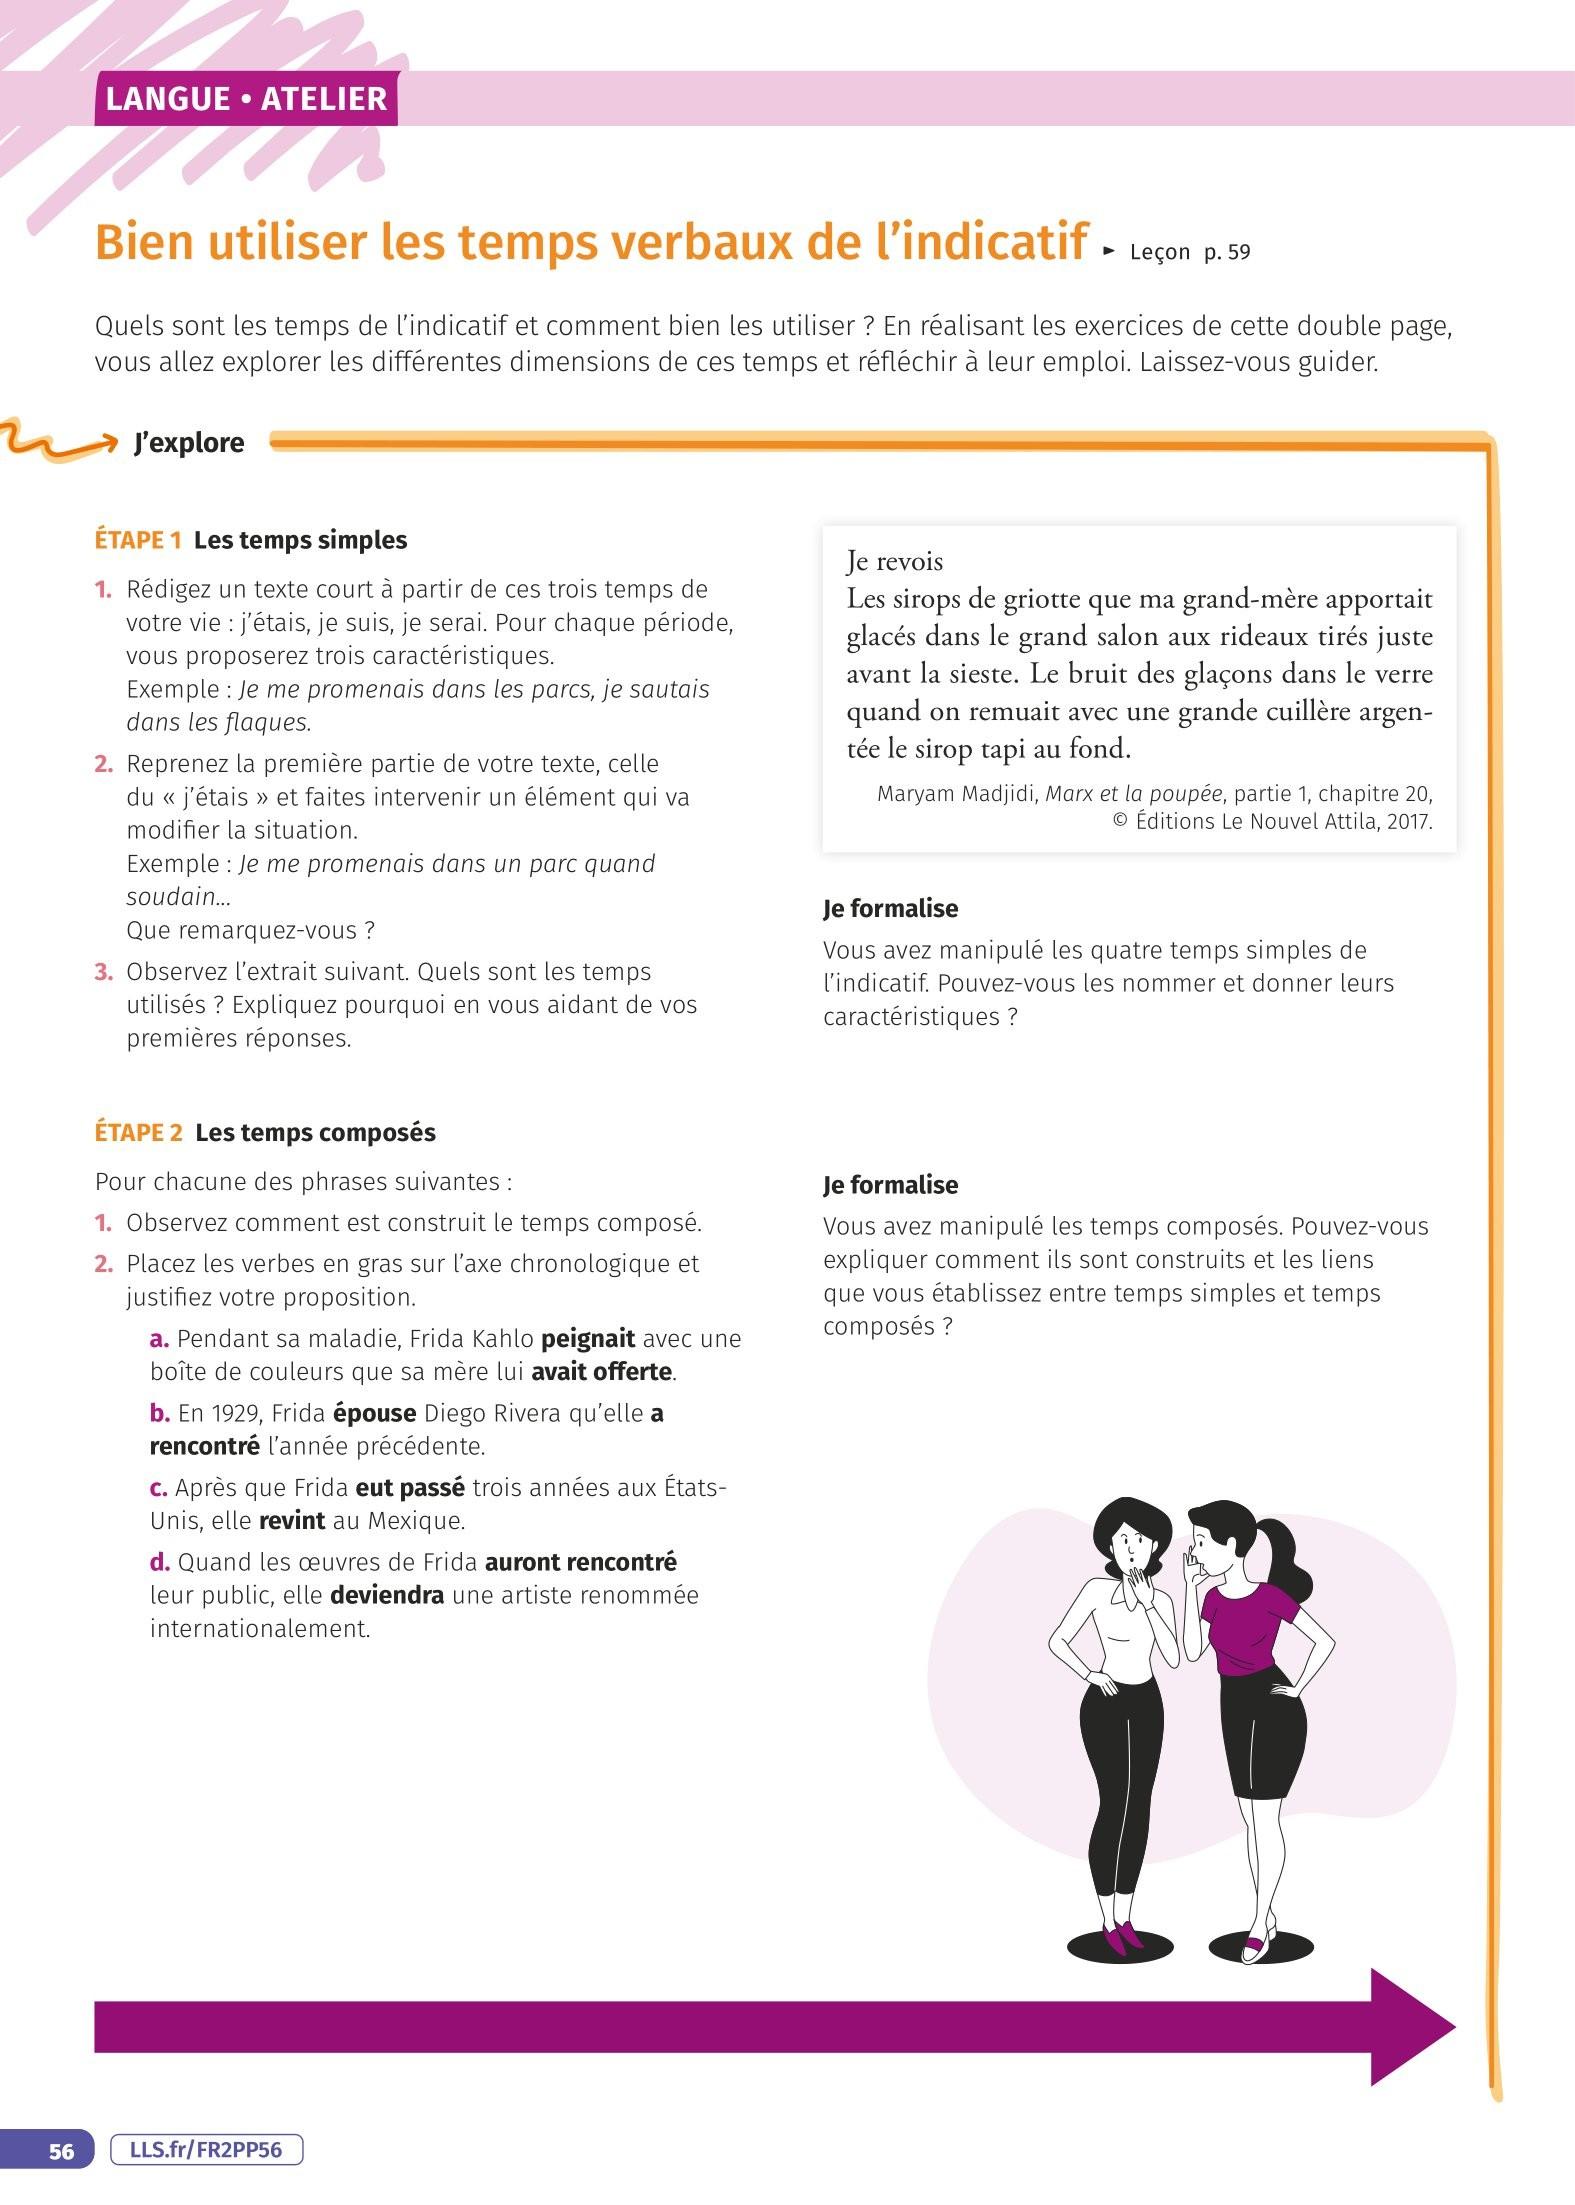 LANGUE • ATELIER
Bien utiliser les temps verbaux de l'indicatif ► Leçon p. 59
Quels sont les temps de l'indicatif et comment bien les utiliser ? En réalisant les exercices de cette double page,
vous allez explorer les différentes dimensions de ces temps et réfléchir à leur emploi. Laissez-vous guider.
J'explore
ÉTAPE 1 Les temps simples
1. Rédigez un texte court à partir de ces trois temps de
votre vie : j'étais, je suis, je serai. Pour chaque période,
vous proposerez trois caractéristiques.
Exemple : Je me promenais dans les parcs, je sautais
dans les flaques.
2. Reprenez la première partie de votre texte, celle
du « j'étais » et faites intervenir un élément qui va
modifier la situation.
Exemple : Je me promenais dans un parc quand
soudain...
Que remarquez-vous ?
3. Observez l'extrait suivant. Quels sont les temps
utilisés ? Expliquez pourquoi en vous aidant de vos
premières réponses.
Je revois
Les sirops de griotte que ma grand-mère apportait
glacés dans le grand salon aux rideaux tirés juste
avant la sieste. Le bruit des glaçons dans le verre
quand on remuait avec une grande cuillère argen-
tée le sirop tapi au fond.
Maryam Madjidi, Marx et la poupée, partie 1, chapitre 20,
© Éditions Le Nouvel Attila, 2017.
Je formalise
Vous avez manipulé les quatre temps simples de
l'indicatif. Pouvez-vous les nommer et donner leurs
caractéristiques ?
ÉTAPE 2 Les temps composés
Pour chacune des phrases suivantes :
1. Observez comment est construit le temps composé.
2. Placez les verbes en gras sur l'axe chronologique et
justifiez votre proposition.
a. Pendant sa maladie, Frida Kahlo peignait avec une
boîte de couleurs que sa mère lui avait offerte.
b. En 1929, Frida épouse Diego Rivera qu'elle a
rencontré l'année précédente.
c. Après que Frida eut passé trois années aux États-
Unis, elle revint au Mexique.
d. Quand les œuvres de Frida auront rencontré
leur public, elle deviendra une artiste renommée
internationalement.
Je formalise
Vous avez manipulé les temps composés. Pouvez-vous
expliquer comment ils sont construits et les liens
que vous établissez entre temps simples et temps
composés ?
56
LLS.fr/FR2PP56